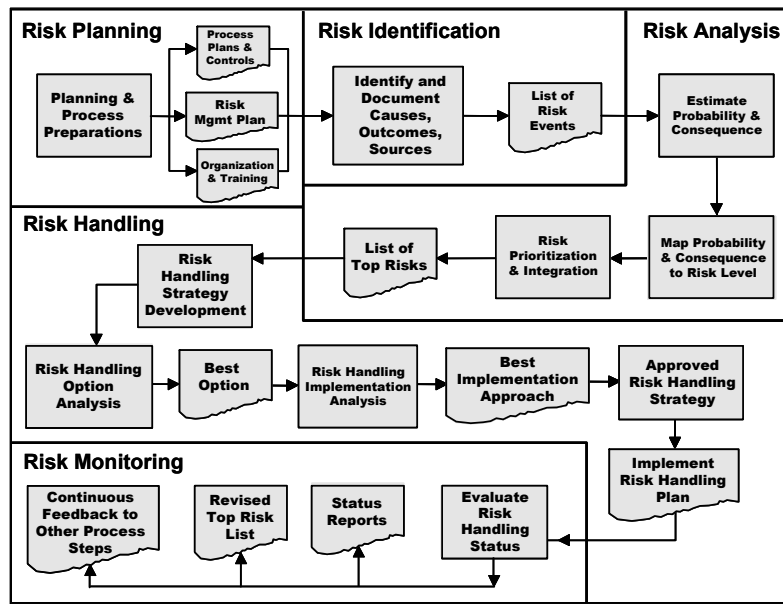 Risk Planning
Planning &
Process
Preparations
Process
Plans &
Controls
Risk
Mgmt Plan
Organization
& Training
Risk Identification
Identify and
Document
Causes,
Outcomes,
Sources
List of
Risk
Events
Risk Analysis
Estimate
Probability &
Consequence
Map Probability
& Consequence
to Risk Level
Risk
Prioritization
& Integration
List of
Top Risks
Risk Handling
Risk
Handling
Strategy
Development
Risk Handling
Option
Analysis
Best
Option
Risk Handling
Implementation
Analysis
Best
Implementation
Approach
Approved
Risk Handling
Strategy
Implement
Risk Handling
Plan
Risk Monitoring
Evaluate
Risk
Handling
Status
Status
Reports
Revised
Top Risk
List
Continuous
Feedback to
Other Process
Steps